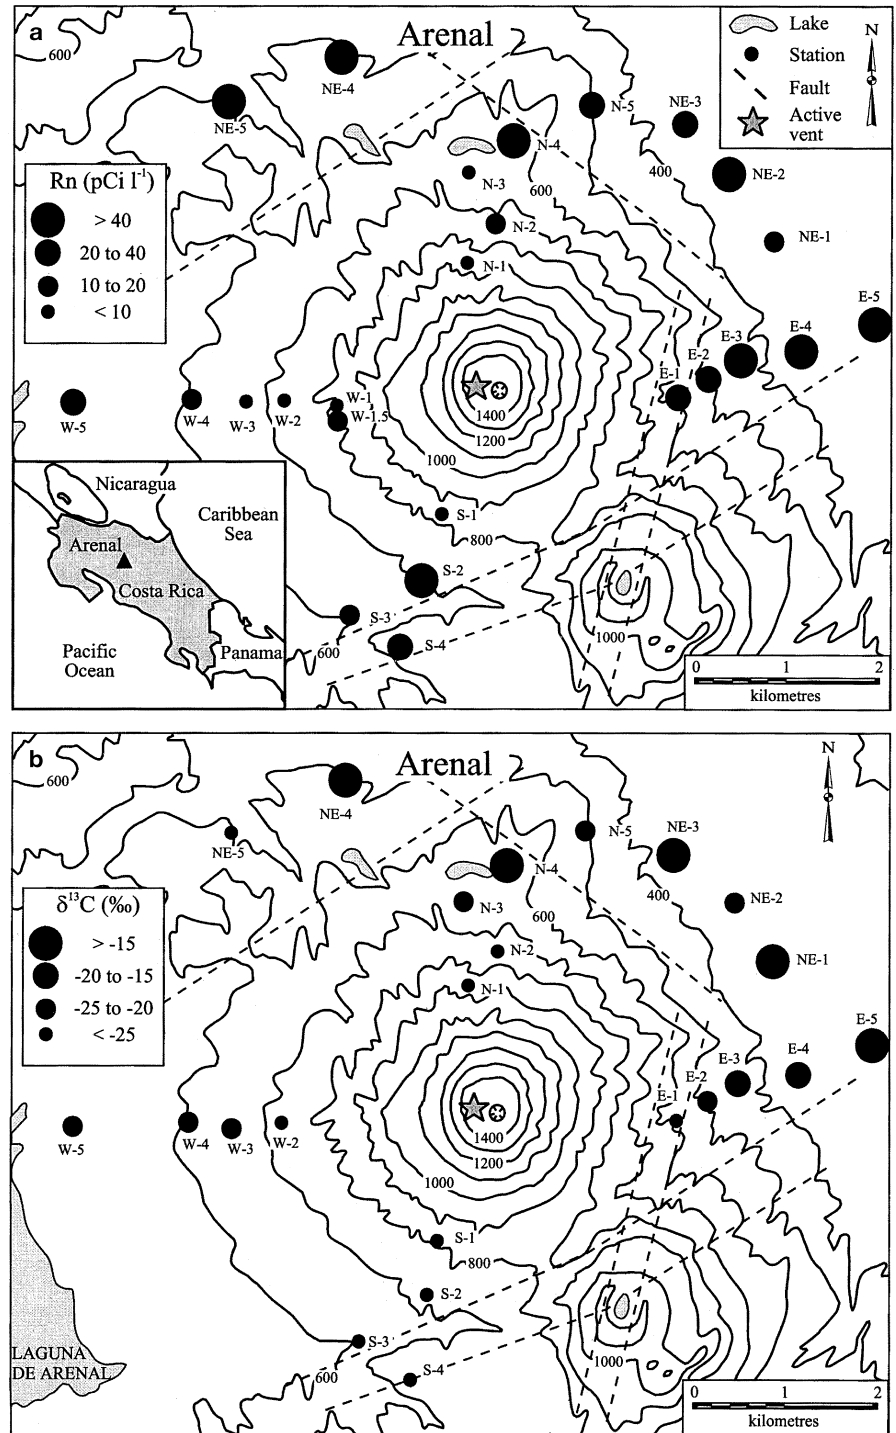 a
Arenal
Lake
Station
Fault
Active
vent
N
600
NE-4
NE-5
N-5
NE-3
N-4
N-3
600
400
NE-2
N-2
NE-1
N-1
Rn (pCi l⁻¹)
> 40
20 to 40
10 to 20
< 10
E-5
E-4
E-3
E-2
E-1
W-5
W-4
W-3
W-2
W-1
W-1.5
1400
1200
1000
S-1
800
S-2
S-3
S-4
600
1000
Nicaragua
Caribbean
Sea
Arenal
Costa Rica
Pacific
Ocean
Panama
0 1 2
kilometres
b
Arenal
N
600
NE-4
NE-5
N-5
NE-3
N-4
N-3
600
400
NE-2
N-2
NE-1
N-1
δ¹³C (‰)
> -15
-20 to -15
-25 to -20
< -25
E-5
E-4
E-3
E-2
E-1
W-5
W-4
W-3
W-2
1400
1200
1000
S-1
800
S-2
S-3
S-4
600
1000
LAGUNA
DE ARENAL
0 1 2
kilometres